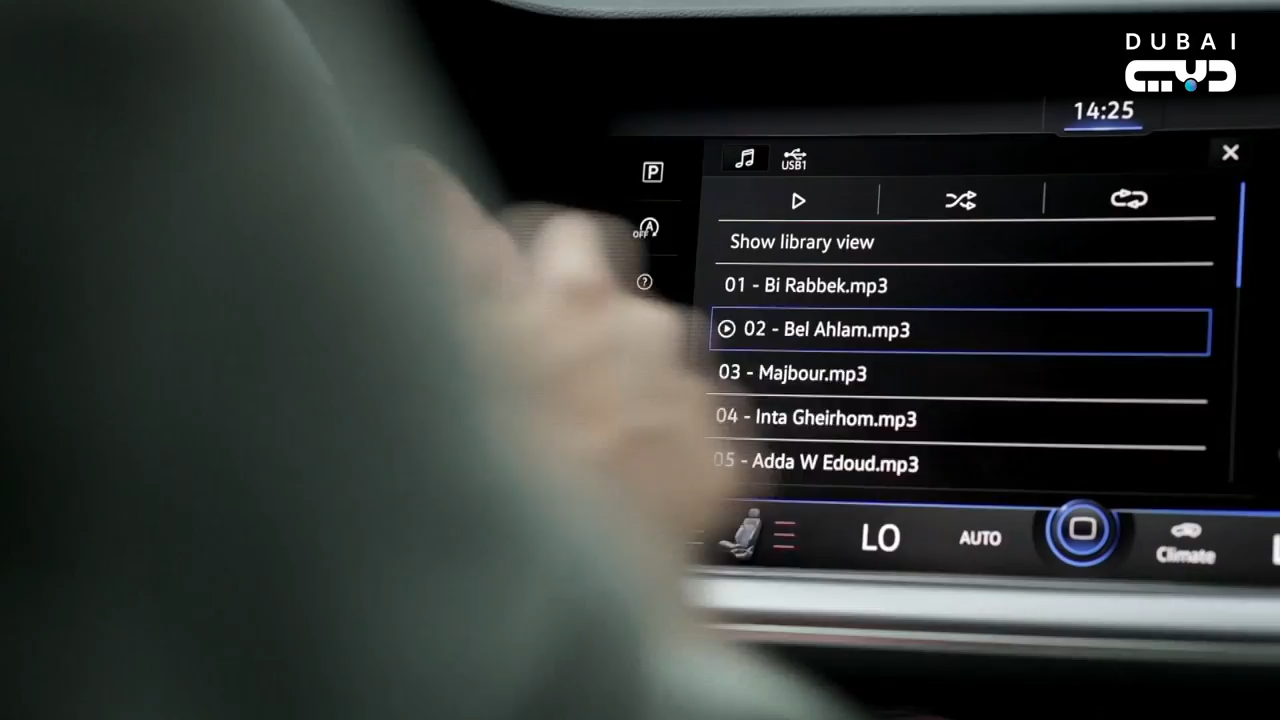 DUBAI
دبي
14:25
P
USB1
A
OFF
Show library view
?
01 - Bi Rabbek.mp3
02 - Bel Ahlam.mp3
03 - Majbour.mp3
04 - Inta Gheirhom.mp3
05 - Adda W Edoud.mp3
LO
AUTO
Climate